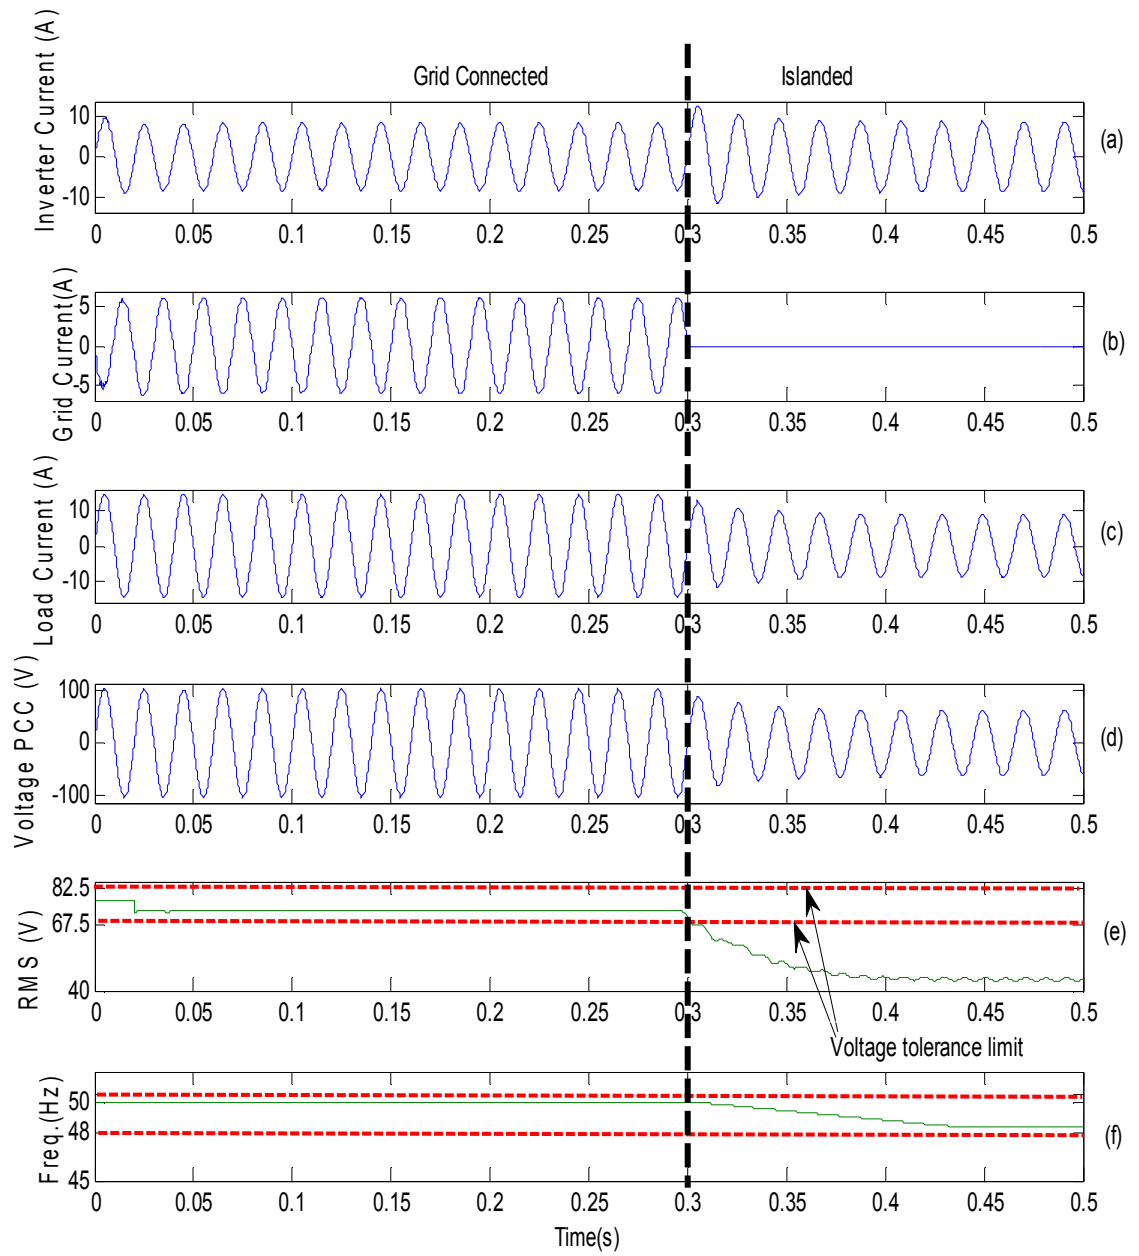 Grid Connected Islanded
Inverter Current (A)
10
0
-10
0 0.05 0.1 0.15 0.2 0.25 0.3 0.35 0.4 0.45 0.5
(a)
Grid Current(A)
5
0
-5
0 0.05 0.1 0.15 0.2 0.25 0.3 0.35 0.4 0.45 0.5
(b)
Load Current (A)
10
0
-10
0 0.05 0.1 0.15 0.2 0.25 0.3 0.35 0.4 0.45 0.5
(c)
Voltage PCC (V)
100
0
-100
0 0.05 0.1 0.15 0.2 0.25 0.3 0.35 0.4 0.45 0.5
(d)
RMS (V)
82.5
67.5
40
0 0.05 0.1 0.15 0.2 0.25 0.3 0.35 0.4 0.45 0.5
(e)
Voltage tolerance limit
Freq.(Hz)
50
48
45
0 0.05 0.1 0.15 0.2 0.25 0.3 0.35 0.4 0.45 0.5
(f)
Time(s)